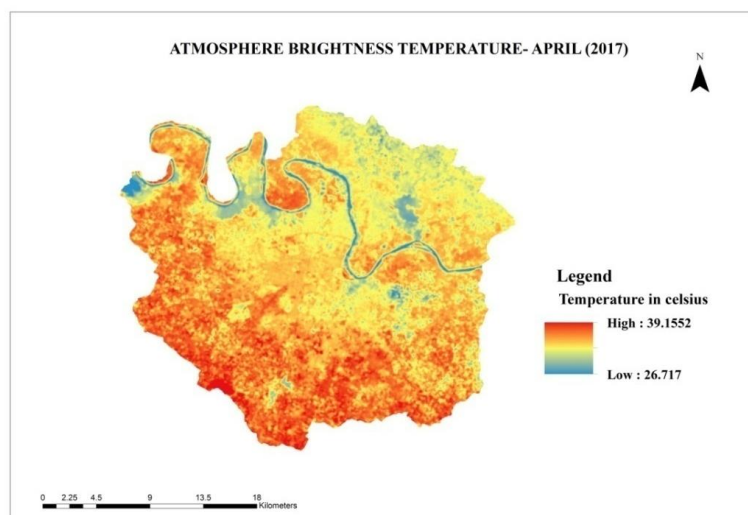 ATMOSPHERE BRIGHTNESS TEMPERATURE- APRIL (2017)
N
Legend
Temperature in celsius
High : 39.1552
Low : 26.717
0 2.25 4.5 9 13.5 18
Kilometers